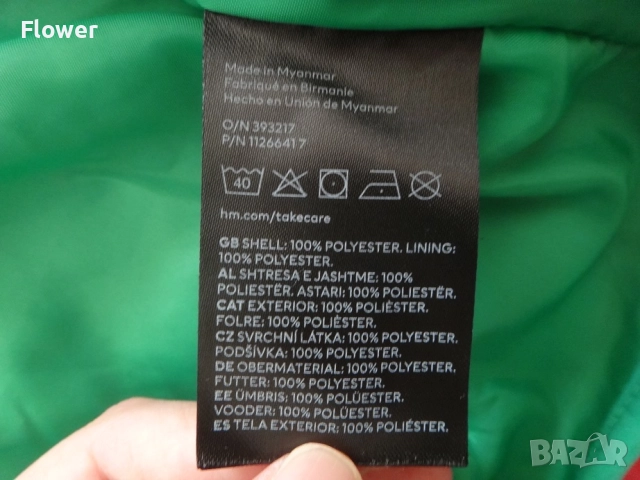 Flower
Made in Myanmar
Fabriqué en Birmanie
Hecho en Unión de Myanmar
O/N 393217
P/N 1126641 7
40
hm.com/takecare
GB SHELL: 100% POLYESTER. LINING:
100% POLYESTER.
AL SHTRESA E JASHTME: 100%
POLIESTËR. ASTARI: 100% POLIESTËR.
CAT EXTERIOR: 100% POLIÈSTER.
FOLRE: 100% POLIÈSTER.
CZ SVRCHNÍ LÁTKA: 100% POLYESTER.
PODŠÍVKA: 100% POLYESTER.
DE OBERMATERIAL: 100% POLYESTER.
FUTTER: 100% POLYESTER.
EE ÜMBRIS: 100% POLÜESTER.
VOODER: 100% POLÜESTER.
ES TELA EXTERIOR: 100% POLIÉSTER.
BAZAR